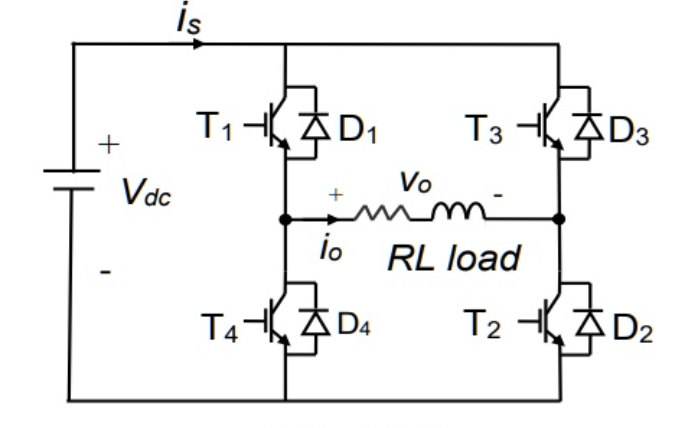 is
T1 D1 T3 D3
+
Vdc
-
+ Vo -
io RL load
T4 D4 T2 D2